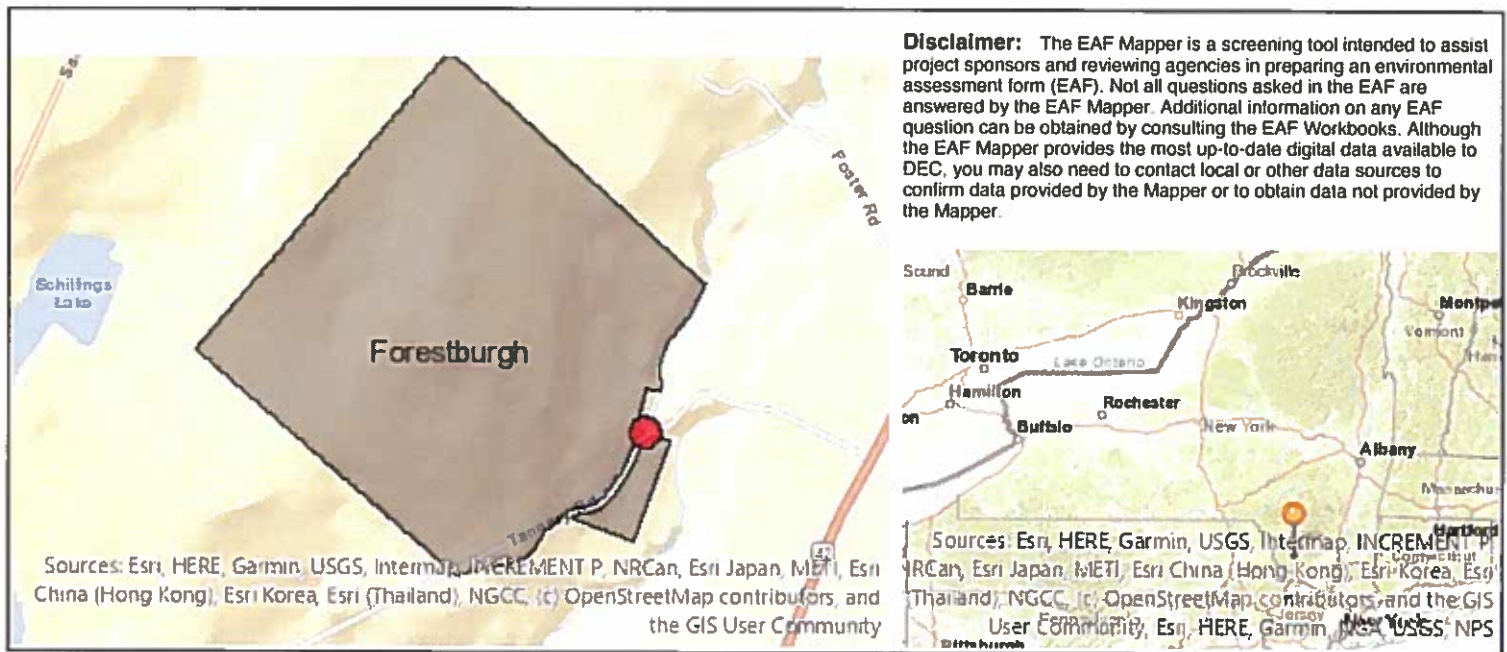 Disclaimer: The EAF Mapper is a screening tool intended to assist
project sponsors and reviewing agencies in preparing an environmental
assessment form (EAF). Not all questions asked in the EAF are
answered by the EAF Mapper. Additional information on any EAF
question can be obtained by consulting the EAF Workbooks. Although
the EAF Mapper provides the most up-to-date digital data available to
DEC, you may also need to contact local or other data sources to
confirm data provided by the Mapper or to obtain data not provided by
the Mapper.
Foster Rd
Schillings
Lake
Forestburgh
42
Sources: Esri, HERE, Garmin, USGS, Intermap, INCREMENT P, NRCan, Esri Japan, METI, Esri
China (Hong Kong), Esri Korea, Esri (Thailand), NGCC, (c) OpenStreetMap contributors, and
the GIS User Community
Sound
Barrie
Brockville
Kingston
Montpe
Vermont
Toronto
Lake Ontario
Hamilton
Rochester
on
Buffalo
New York
Albany
Massachu
Hartford
Sources: Esri, HERE, Garmin, USGS, Intermap, INCREMENT P,
NRCan, Esri Japan, METI, Esri China (Hong Kong), Esri Korea, Esri
(Thailand), NGCC, (c) OpenStreetMap contributors, and the GIS
User Community, Esri, HERE, Garmin, NGA, USGS, NPS
Jersey
New York
Pittsburgh